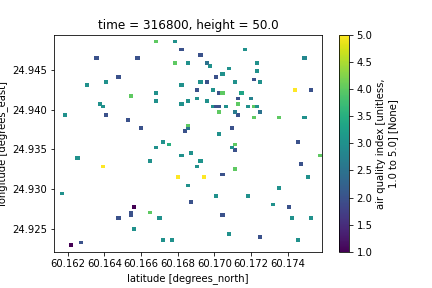 time = 316800, height = 50.0
5.0
4.5
4.0
3.5
3.0
2.5
2.0
1.5
1.0
air quality index [unitless,
1.0 to 5.0] [None]
24.945
24.940
24.935
24.930
24.925
longitude [degrees_east]
60.162 60.164 60.166 60.168 60.170 60.172 60.174
latitude [degrees_north]